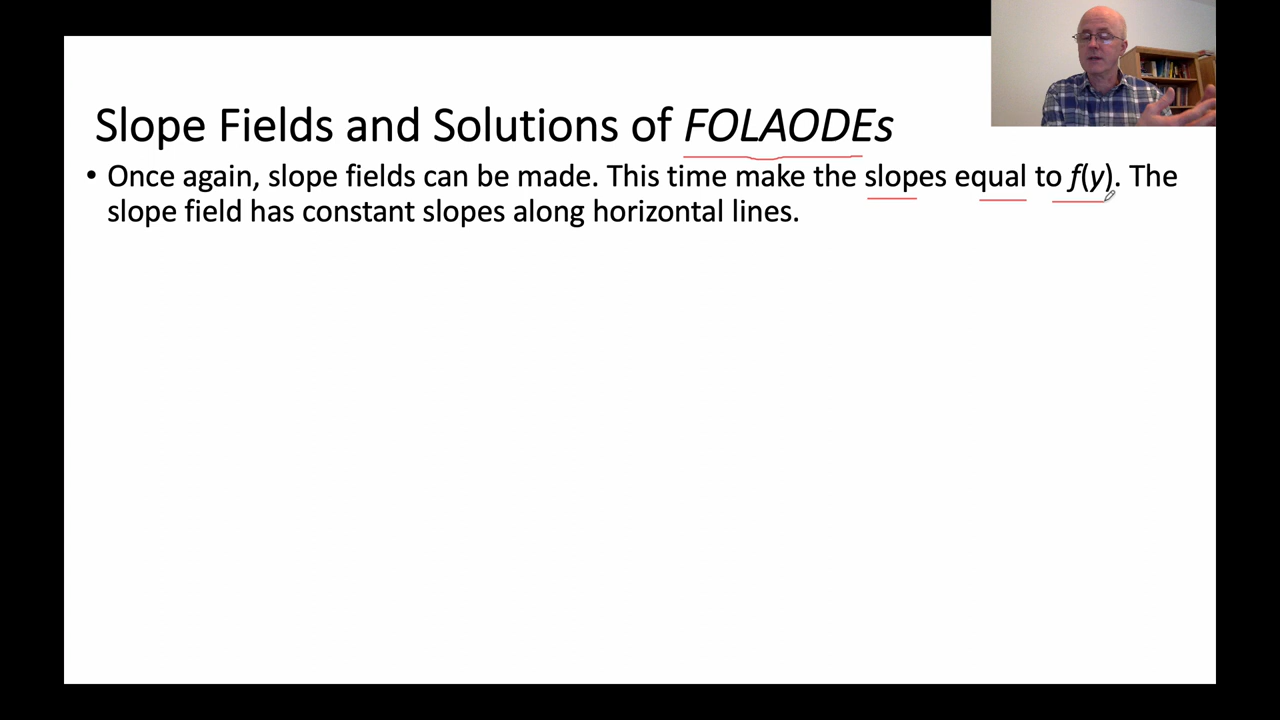 Slope Fields and Solutions of FOLAODEs
• Once again, slope fields can be made. This time make the slopes equal to f(y). The
slope field has constant slopes along horizontal lines.